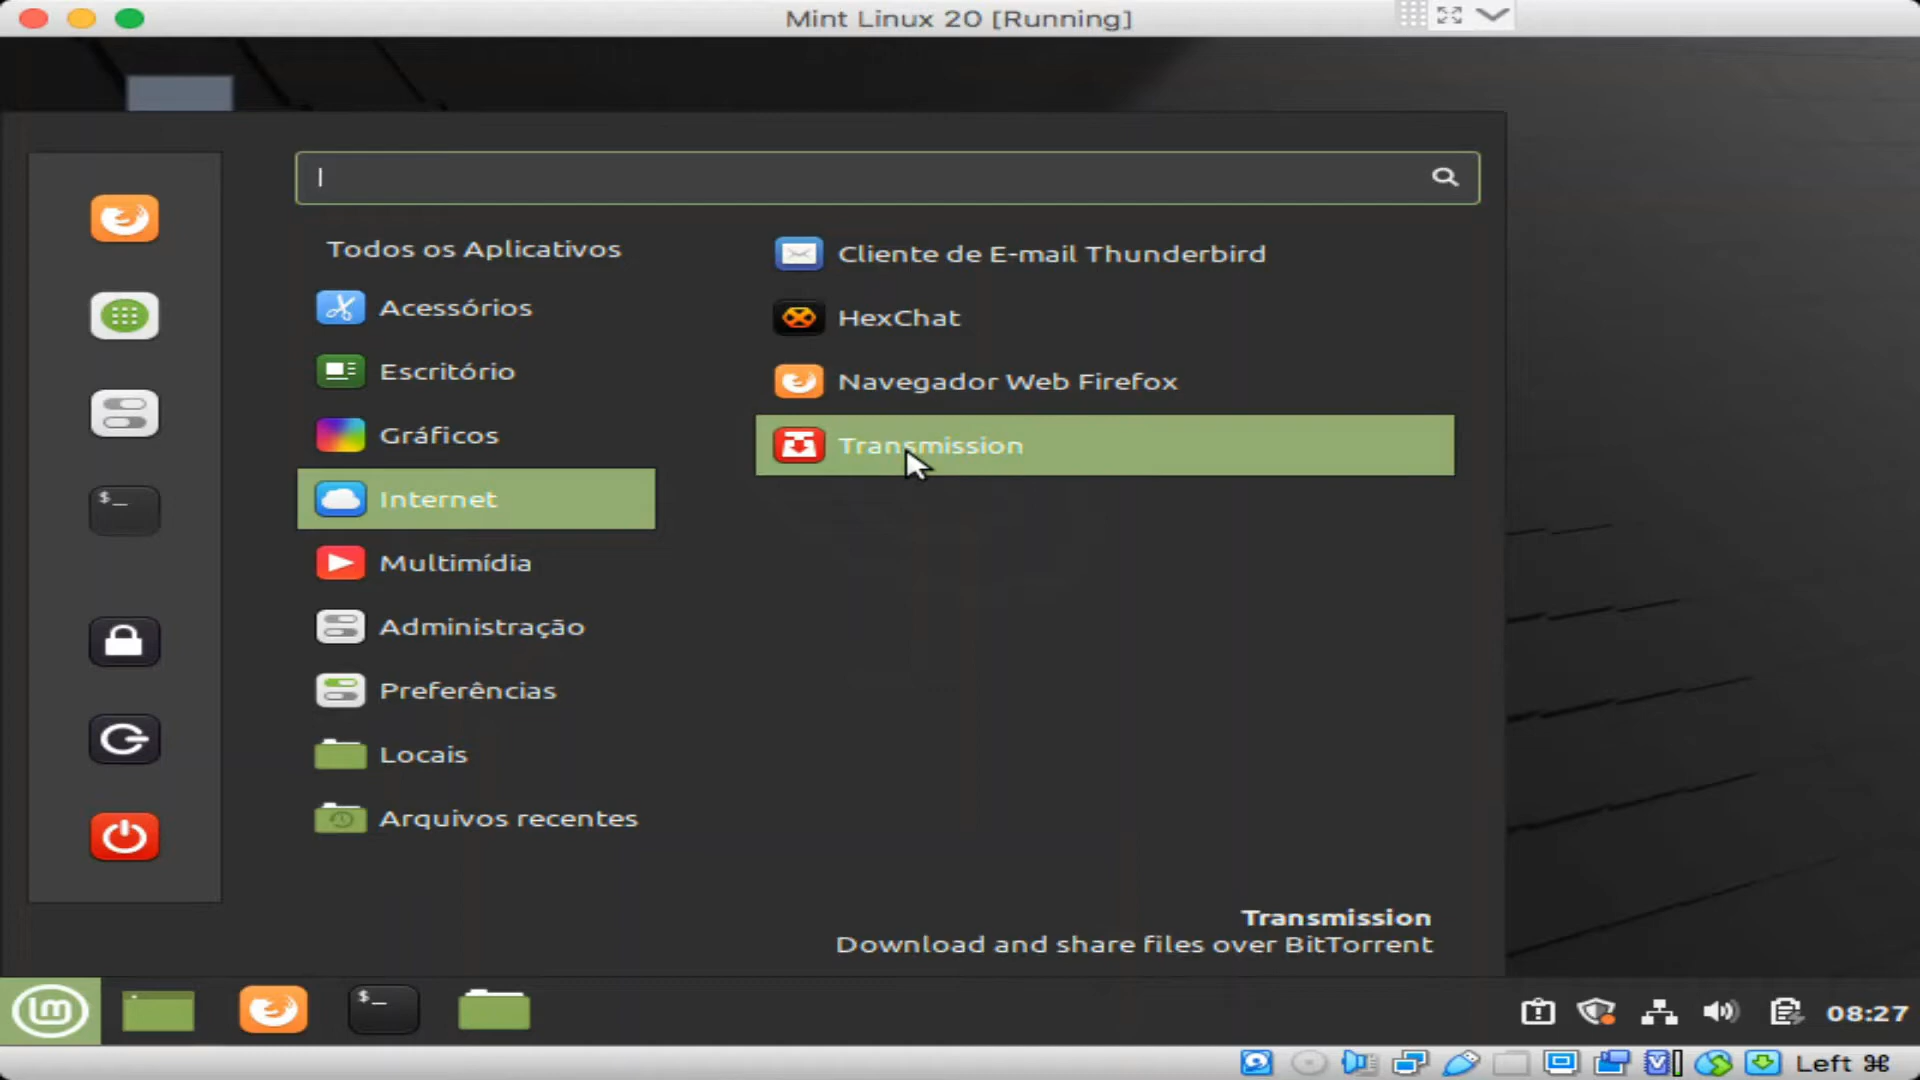 Mint Linux 20 [Running]
Todos os Aplicativos
Acessórios
Escritório
Gráficos
Internet
Multimídia
Administração
Preferências
Locais
Arquivos recentes
Cliente de E-mail Thunderbird
HexChat
Navegador Web Firefox
Transmission
Transmission
Download and share files over BitTorrent
$_
lm
$_
08:27
Left ⌘